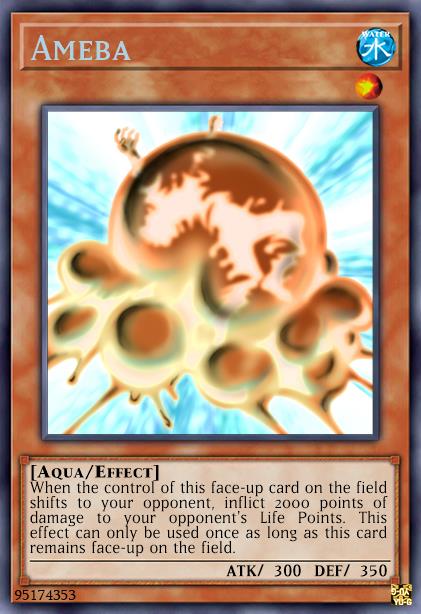 AMEBA
WATER
水
[AQUA/EFFECT]
When the control of this face-up card on the field
shifts to your opponent, inflict 2000 points of
damage to your opponent's Life Points. This
effect can only be used once as long as this card
remains face-up on the field.
ATK/ 300 DEF/ 350
95174353